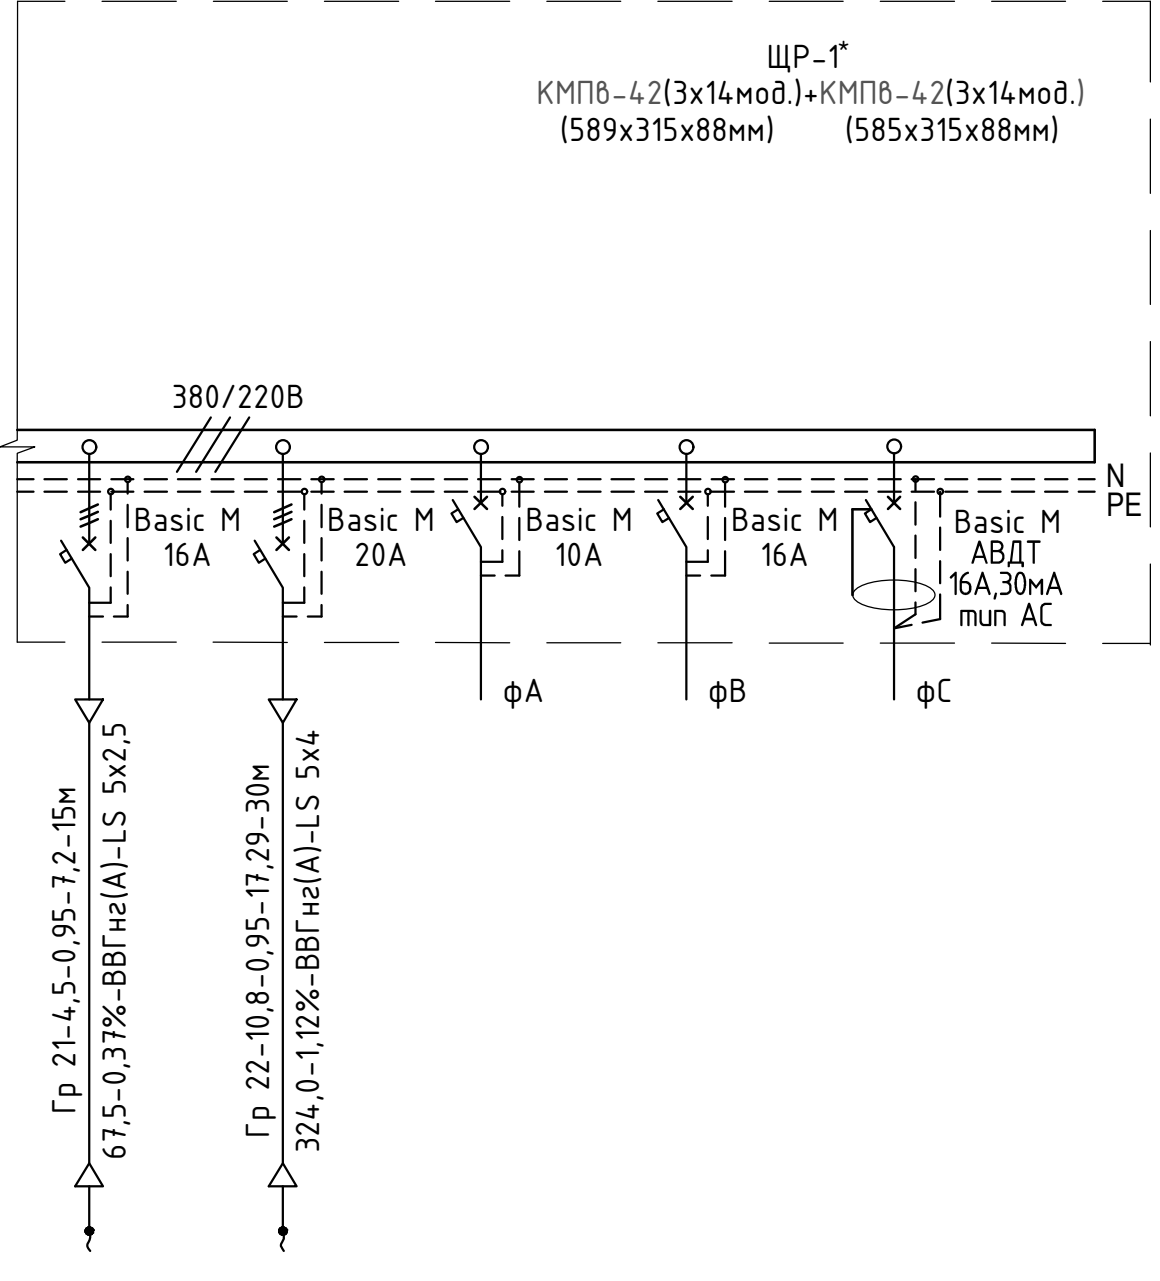 ЩР-1*
КМПв-42(3х14мод.)+КМПв-42(3х14мод.)
(589х315х88мм) (585х315х88мм)
380/220В
N
PE
Basic M
16А
Basic M
20А
Basic M
10А
Basic M
16А
Basic M
АВДТ
16А,30мА
тип АС
фА
фВ
фС
Гр 21-4,5-0,95-7,2-15м
67,5-0,37%-ВВГнг(А)-LS 5х2,5
Гр 22-10,8-0,95-17,29-30м
324,0-1,12%-ВВГнг(А)-LS 5х4